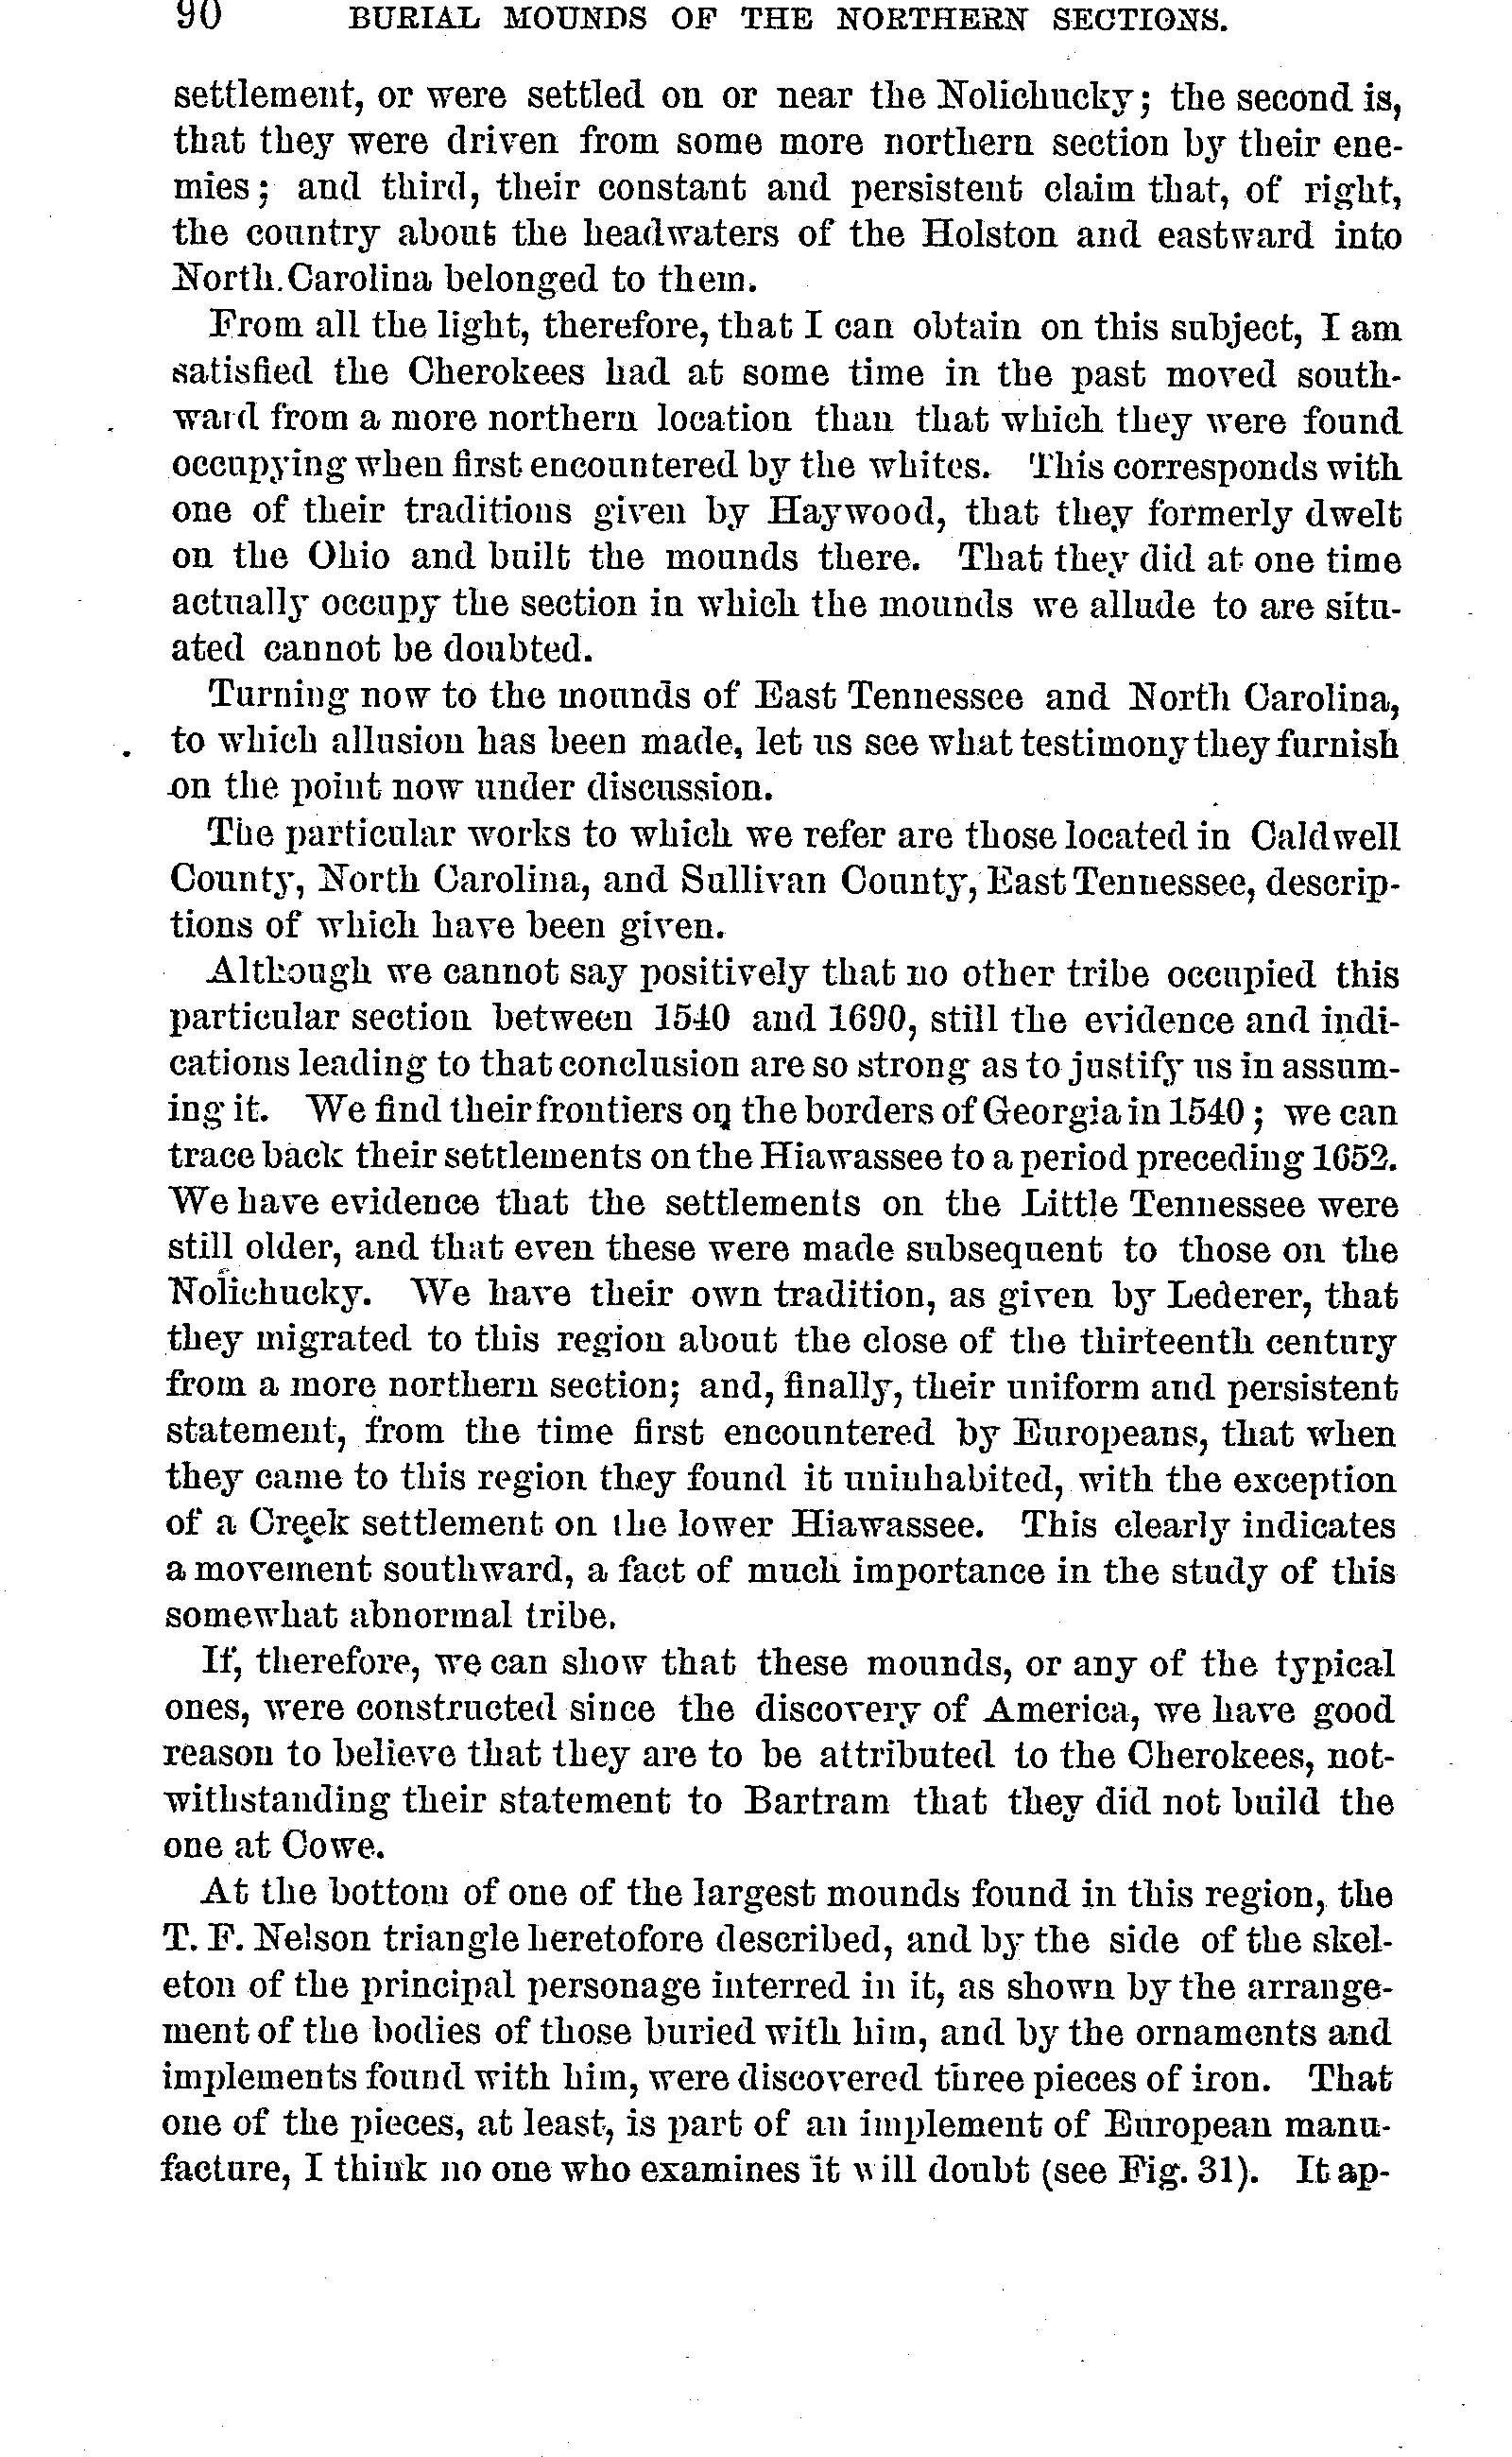 90 BURIAL MOUNDS OF THE NORTHERN SECTIONS.
settlement, or were settled on or near the Nolichucky; the second is,
that they were driven from some more northern section by their ene-
mies; and third, their constant and persistent claim that, of right,
the country about the headwaters of the Holston and eastward into
North Carolina belonged to them.
From all the light, therefore, that I can obtain on this subject, I am
satisfied the Cherokees had at some time in the past moved south-
ward from a more northern location than that which they were found
occupying when first encountered by the whites. This corresponds with
one of their traditions given by Haywood, that they formerly dwelt
on the Ohio and built the mounds there. That they did at one time
actually occupy the section in which the mounds we allude to are situ-
ated cannot be doubted.
Turning now to the mounds of East Tennessee and North Carolina,
to which allusion has been made, let us see what testimony they furnish
on the point now under discussion.
The particular works to which we refer are those located in Caldwell
County, North Carolina, and Sullivan County, East Tennessee, descrip-
tions of which have been given.
Although we cannot say positively that no other tribe occupied this
particular section between 1540 and 1690, still the evidence and indi-
cations leading to that conclusion are so strong as to justify us in assum-
ing it. We find their frontiers on the borders of Georgia in 1540; we can
trace back their settlements on the Hiawassee to a period preceding 1652.
We have evidence that the settlements on the Little Tennessee were
still older, and that even these were made subsequent to those on the
Nolichucky. We have their own tradition, as given by Lederer, that
they migrated to this region about the close of the thirteenth century
from a more northern section; and, finally, their uniform and persistent
statement, from the time first encountered by Europeans, that when
they came to this region they found it uninhabited, with the exception
of a Creek settlement on the lower Hiawassee. This clearly indicates
a movement southward, a fact of much importance in the study of this
somewhat abnormal tribe.
If, therefore, we can show that these mounds, or any of the typical
ones, were constructed since the discovery of America, we have good
reason to believe that they are to be attributed to the Cherokees, not-
withstanding their statement to Bartram that they did not build the
one at Cowe.
At the bottom of one of the largest mounds found in this region, the
T. F. Nelson triangle heretofore described, and by the side of the skel-
eton of the principal personage interred in it, as shown by the arrange-
ment of the bodies of those buried with him, and by the ornaments and
implements found with him, were discovered three pieces of iron. That
one of the pieces, at least, is part of an implement of European manu-
facture, I think no one who examines it will doubt (see Fig. 31). It ap-